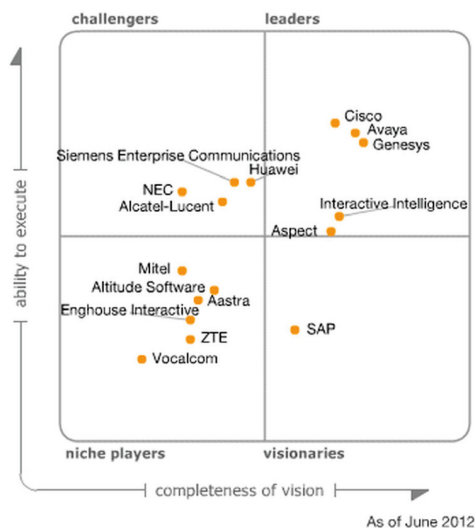 challengers
leaders
Cisco
Avaya
Genesys
Siemens Enterprise Communications
Huawei
NEC
Alcatel-Lucent
Interactive Intelligence
Aspect
Mitel
Altitude Software
Aastra
Enghouse Interactive
ZTE
SAP
Vocalcom
niche players
visionaries
ability to execute
completeness of vision
As of June 2012